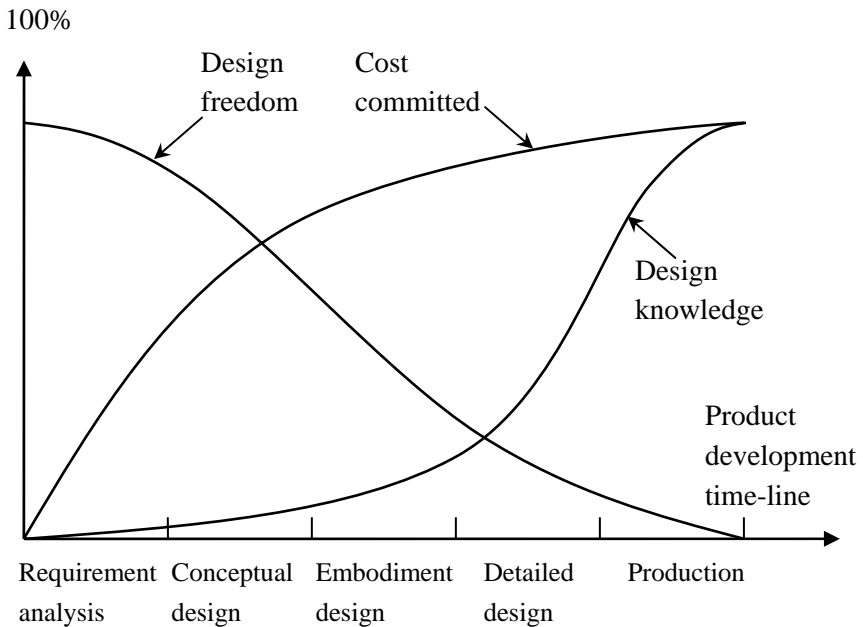 100%
Design
freedom
Cost
committed
Design
knowledge
Product
development
time-line
Requirement
analysis
Conceptual
design
Embodiment
design
Detailed
design
Production